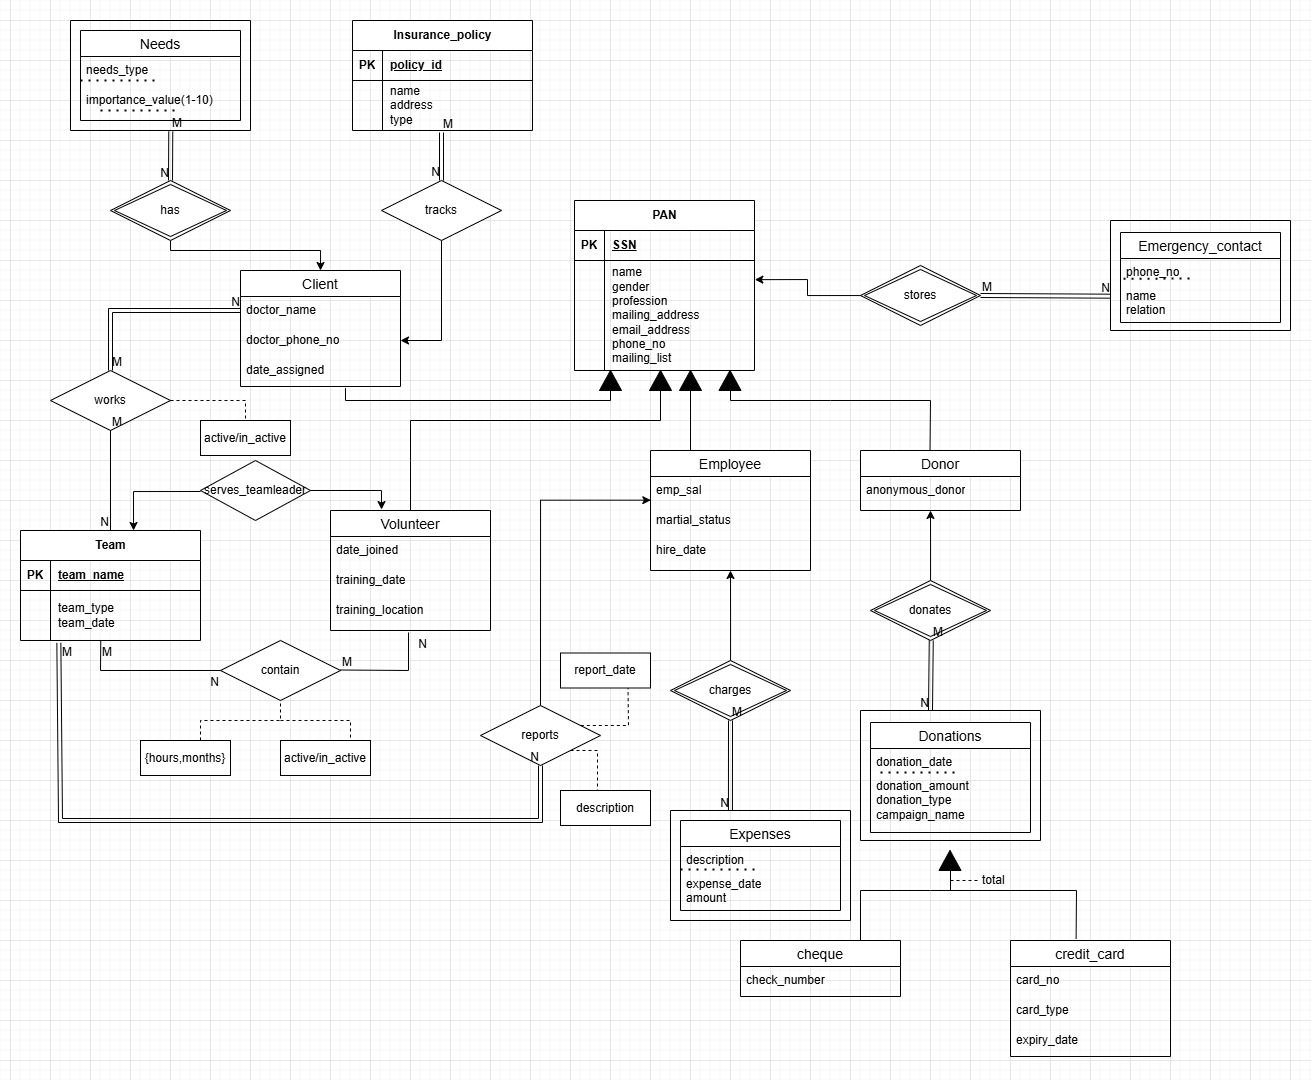 Needs
needs_type
importance_value(1-10)
M
N
has
Insurance_policy
PK policy_id
name
address
type
M
N
tracks
PAN
PK SSN
name
gender
profession
mailing_address
email_address
phone_no
mailing_list
stores
M
N
Emergency_contact
phone_no
name
relation
Client
doctor_name
doctor_phone_no
date_assigned
N
M
works
M
active/in_active
serves_teamleader
N
Team
PK team_name
team_type
team_date
Volunteer
date_joined
training_date
training_location
Employee
emp_sal
martial_status
hire_date
Donor
anonymous_donor
donates
M
N
M
M
N
contain
M
N
{hours,months}
active/in_active
report_date
reports
N
description
charges
M
N
Expenses
description
expense_date
amount
Donations
donation_date
donation_amount
donation_type
campaign_name
total
cheque
check_number
credit_card
card_no
card_type
expiry_date